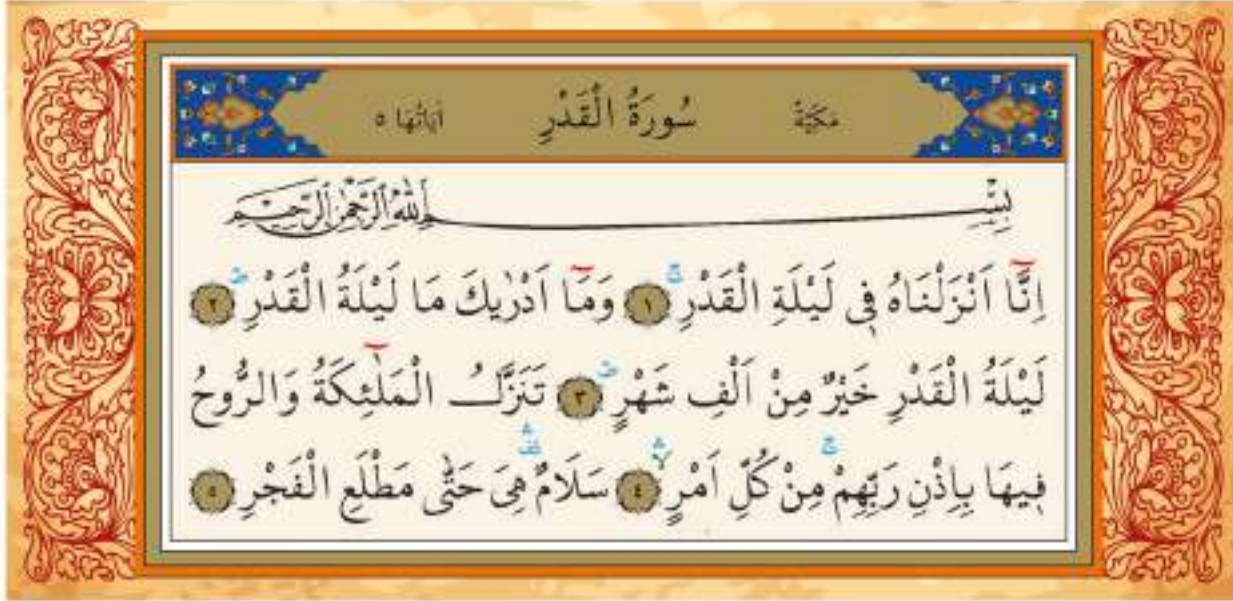 مَكِّيَّةٌ سُورَةُ الْقَدْرِ اٰيَاتُهَا ٥
بِسْمِ اللّٰهِ الرَّحْمٰنِ الرَّحٖيمِ
اِنَّٓا اَنْزَلْنَاهُ فٖى لَيْلَةِ الْقَدْرِۚ ﴿١﴾ وَمَٓا اَدْرٰيكَ مَا لَيْلَةُ الْقَدْرِۜ ﴿٢﴾
لَيْلَةُ الْقَدْرِ خَيْرٌ مِنْ اَلْفِ شَهْرٍۜ ﴿٣﴾ تَنَزَّلُ الْمَلٰٓئِكَةُ وَالرُّوحُ
فٖيهَا بِاِذْنِ رَبِّهِمْۚ مِنْ كُلِّ اَمْرٍۙ ﴿٤﴾ سَلَامٌ۠ هِىَ حَتّٰى مَطْلَعِ الْفَجْرِ ﴿٥﴾